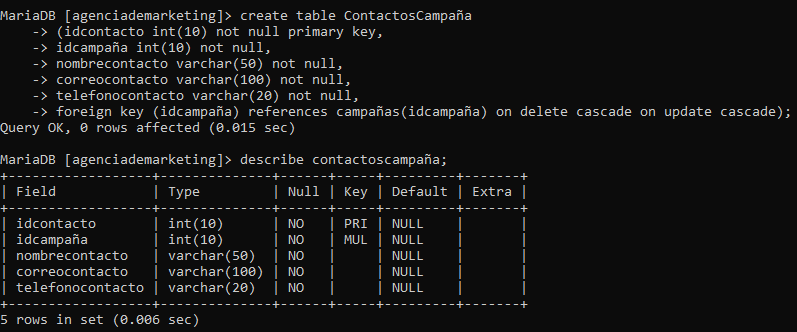 MariaDB [agenciademarketing]> create table ContactosCampaña
    -> (idcontacto int(10) not null primary key,
    -> idcampaña int(10) not null,
    -> nombrecontacto varchar(50) not null,
    -> correocontacto varchar(100) not null,
    -> telefonocontacto varchar(20) not null,
    -> foreign key (idcampaña) references campañas(idcampaña) on delete cascade on update cascade);
Query OK, 0 rows affected (0.015 sec)

MariaDB [agenciademarketing]> describe contactoscampaña;
+------------------+--------------+------+-----+---------+-------+
| Field            | Type         | Null | Key | Default | Extra |
+------------------+--------------+------+-----+---------+-------+
| idcontacto       | int(10)      | NO   | PRI | NULL    |       |
| idcampaña        | int(10)      | NO   | MUL | NULL    |       |
| nombrecontacto   | varchar(50)  | NO   |     | NULL    |       |
| correocontacto   | varchar(100) | NO   |     | NULL    |       |
| telefonocontacto | varchar(20)  | NO   |     | NULL    |       |
+------------------+--------------+------+-----+---------+-------+
5 rows in set (0.006 sec)